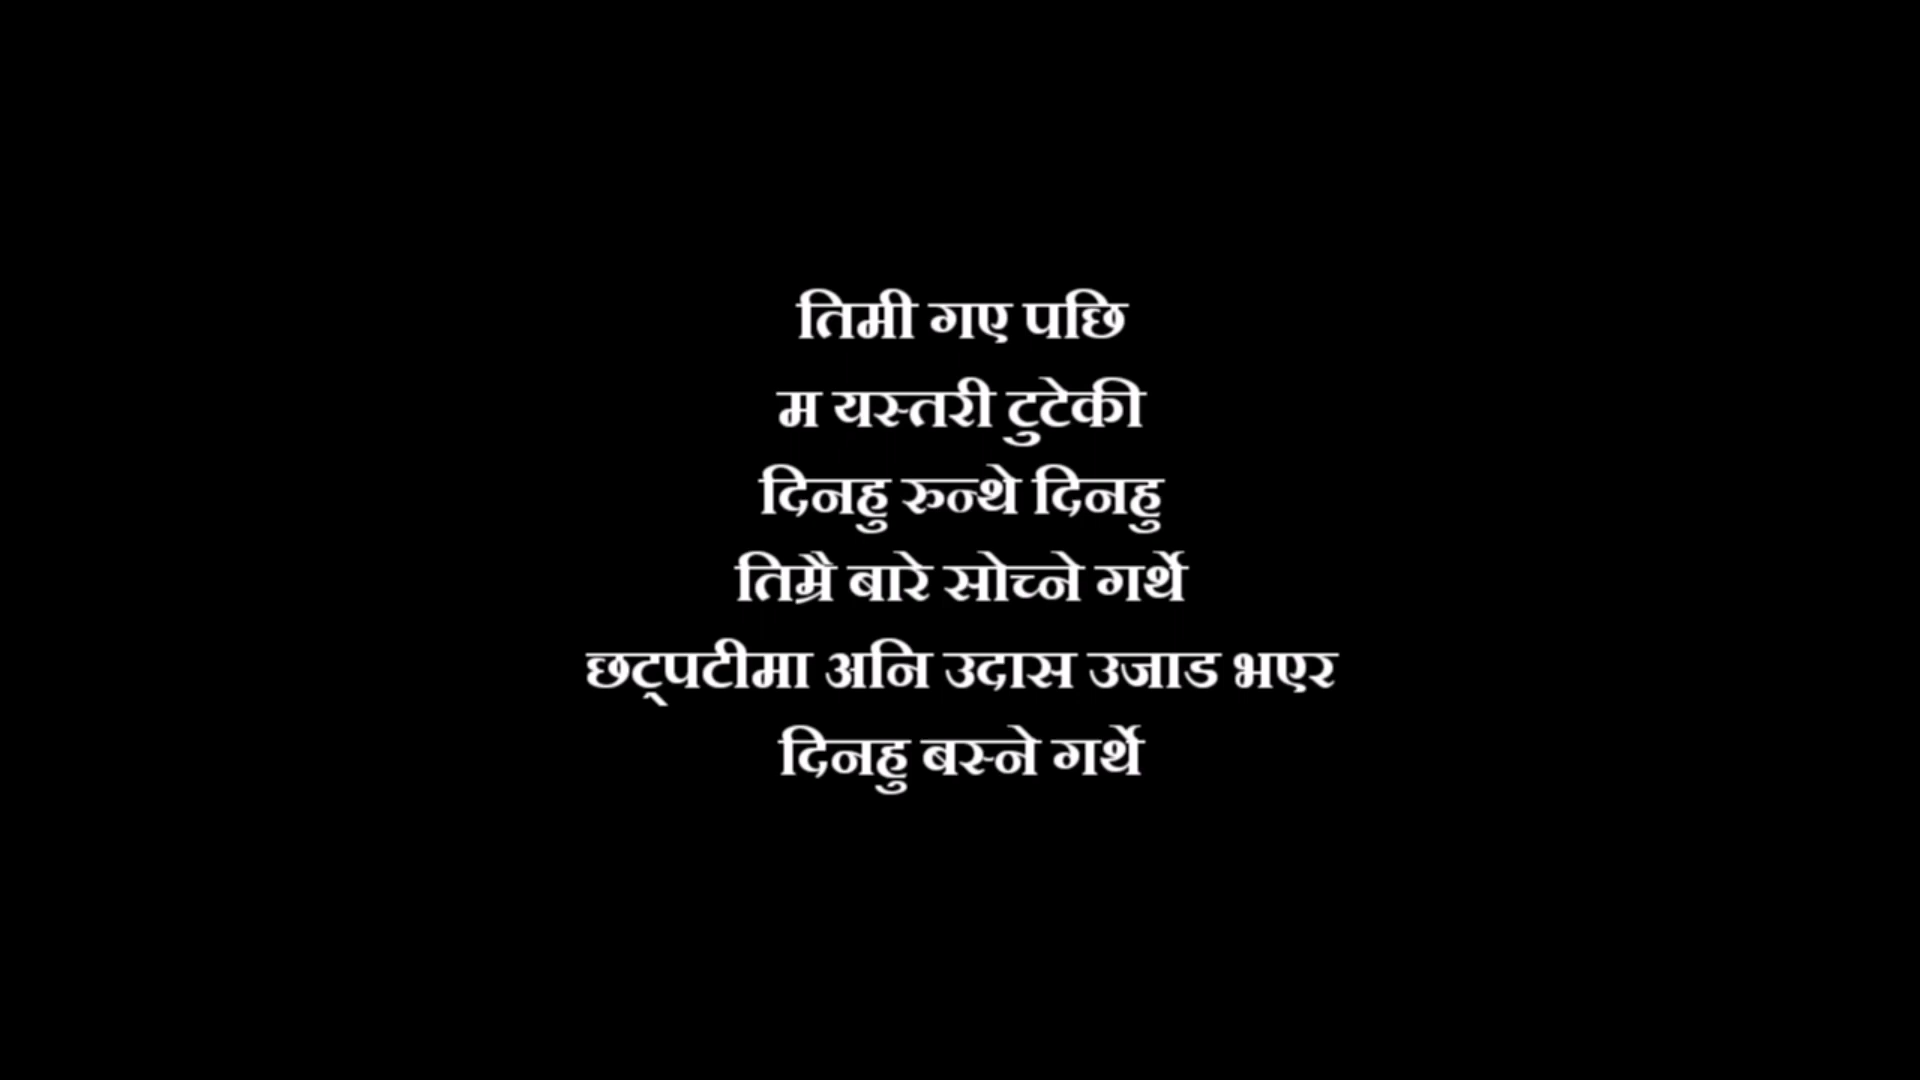 तिमी गए पछि
म यस्तरी टुटेकी
दिनहु रुन्थे दिनहु
तिम्रै बारे सोच्ने गर्थे
छट्पटीमा अनि उदास उजाड भएर
दिनहु बस्ने गर्थे